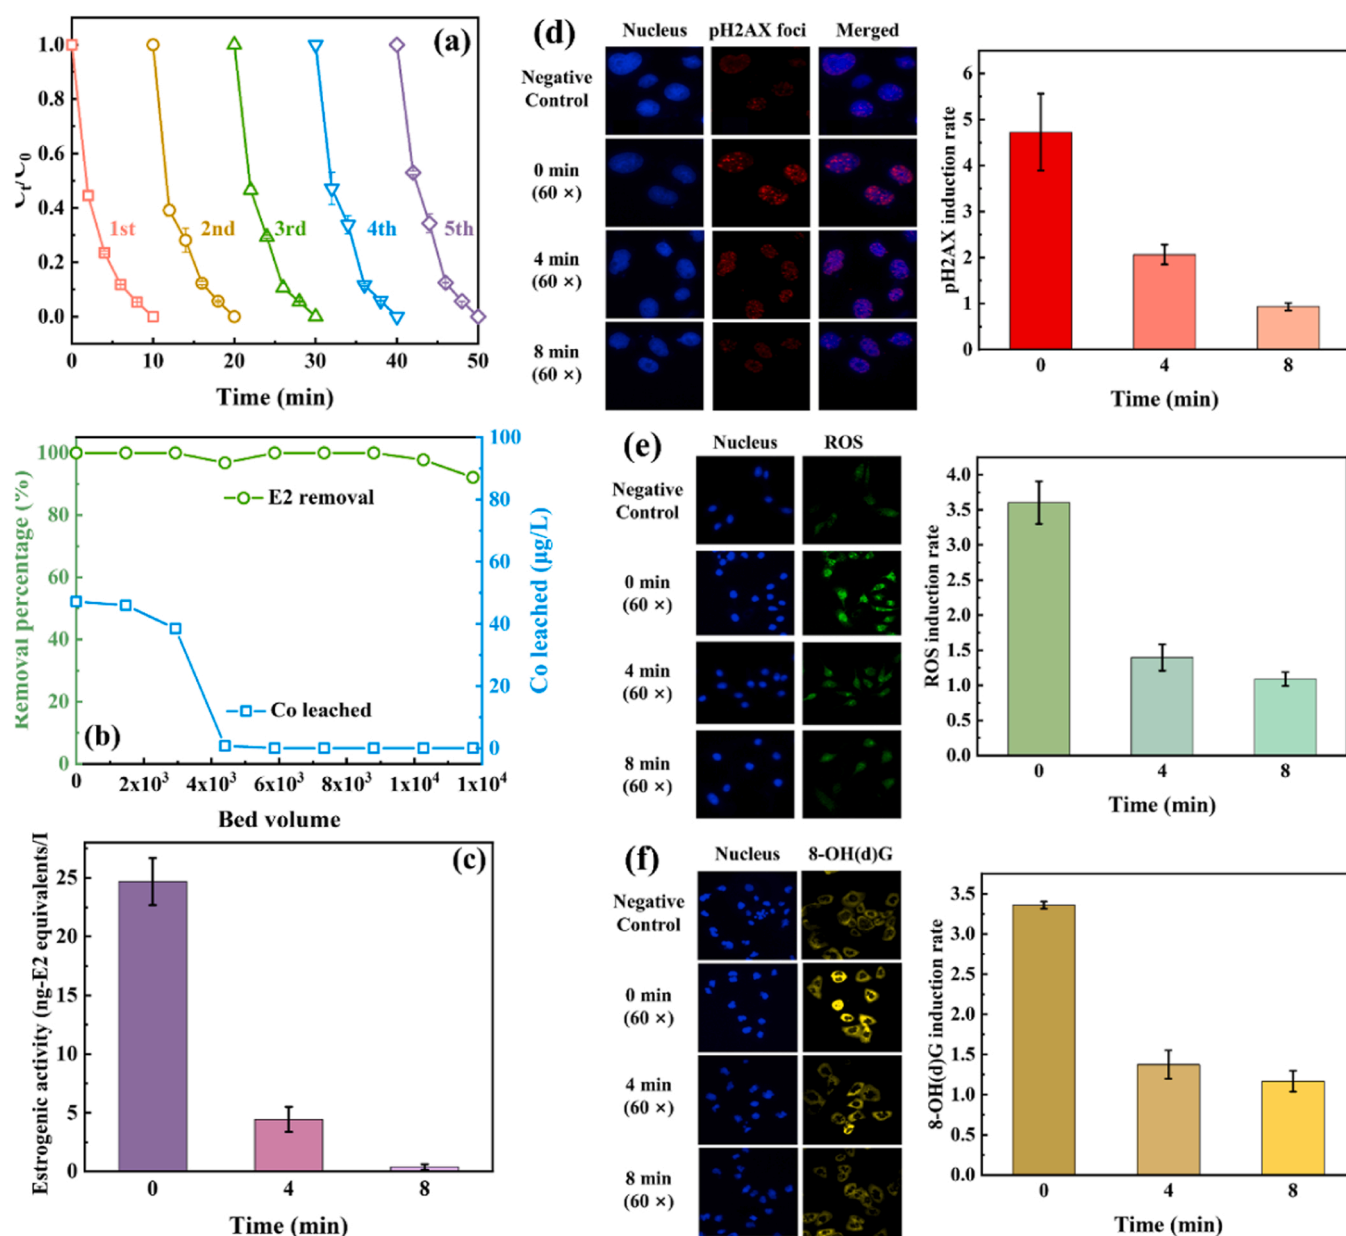 (a)
1.0
0.8
0.6
0.4
0.2
0.0
Ct/C0
1st
2nd
3rd
4th
5th
0
10
20
30
40
50
Time (min)
(b)
100
80
60
40
20
0
Removal percentage (%)
E2 removal
Co leached
100
80
60
40
20
0
Co leached (µg/L)
0
2x10³
4x10³
6x10³
8x10³
1x10⁴
1x10⁴
Bed volume
(c)
25
20
15
10
5
0
Estrogenic activity (ng-E2 equivalents/
0
4
8
Time (min)
(d)
Nucleus
pH2AX foci
Merged
Negative
Control
0 min
(60 ×)
4 min
(60 ×)
8 min
(60 ×)
6
5
4
3
2
1
0
pH2AX induction rate
0
4
8
Time (min)
(e)
Nucleus
ROS
Negative
Control
0 min
(60 ×)
4 min
(60 ×)
8 min
(60 ×)
4.0
3.5
3.0
2.5
2.0
1.5
1.0
0.5
0.0
ROS induction rate
0
4
8
Time (min)
(f)
Nucleus
8-OH(d)G
Negative
Control
0 min
(60 ×)
4 min
(60 ×)
8 min
(60 ×)
3.5
3.0
2.5
2.0
1.5
1.0
0.5
0.0
8-OH(d)G induction rate
0
4
8
Time (min)